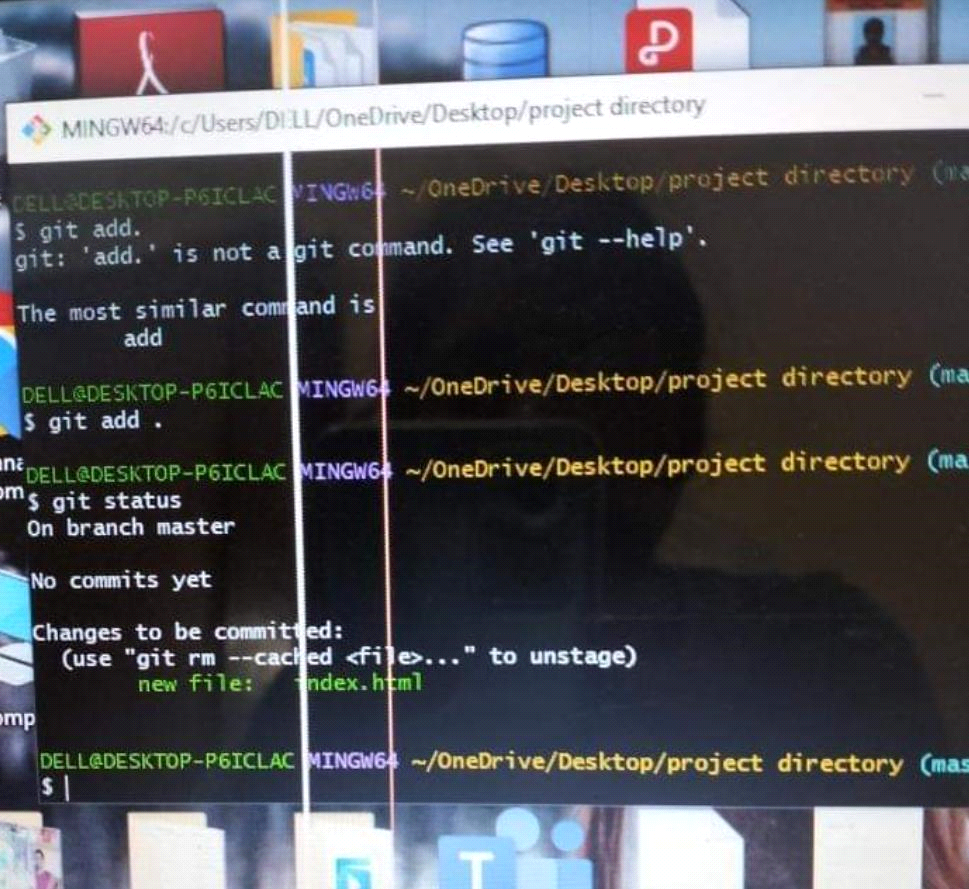 MINGW64:/c/Users/DELL/OneDrive/Desktop/project directory
DELL@DESKTOP-P6ICLAC MINGW64 ~/OneDrive/Desktop/project directory (ma
$ git add.
git: 'add.' is not a git command. See 'git --help'.
The most similar command is
add
DELL@DESKTOP-P6ICLAC MINGW64 ~/OneDrive/Desktop/project directory (ma
$ git add .
DELL@DESKTOP-P6ICLAC MINGW64 ~/OneDrive/Desktop/project directory (ma
$ git status
On branch master
No commits yet
Changes to be committed:
(use "git rm --cached <file>..." to unstage)
new file: index.html
DELL@DESKTOP-P6ICLAC MINGW64 ~/OneDrive/Desktop/project directory (mas
$